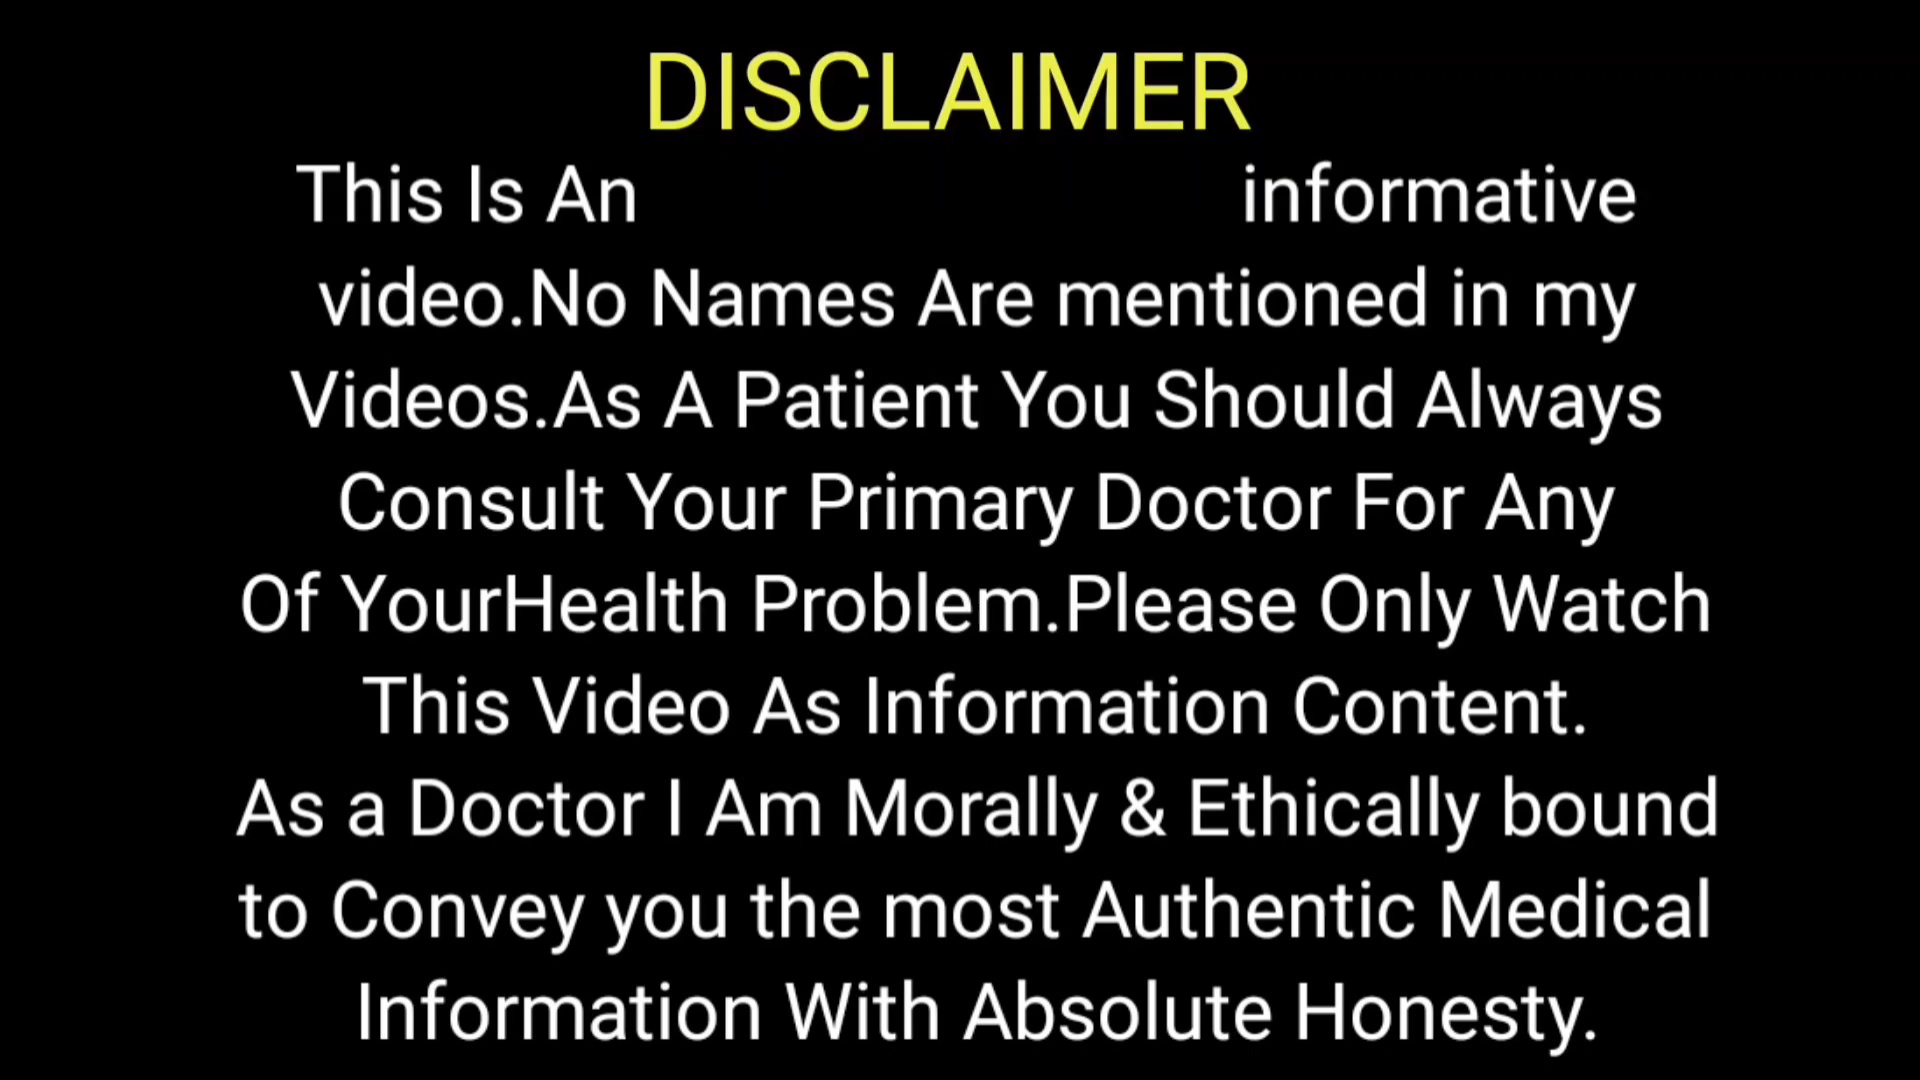 DISCLAIMER
This Is An informative
video.No Names Are mentioned in my
Videos.As A Patient You Should Always
Consult Your Primary Doctor For Any
Of YourHealth Problem.Please Only Watch
This Video As Information Content.
As a Doctor I Am Morally & Ethically bound
to Convey you the most Authentic Medical
Information With Absolute Honesty.